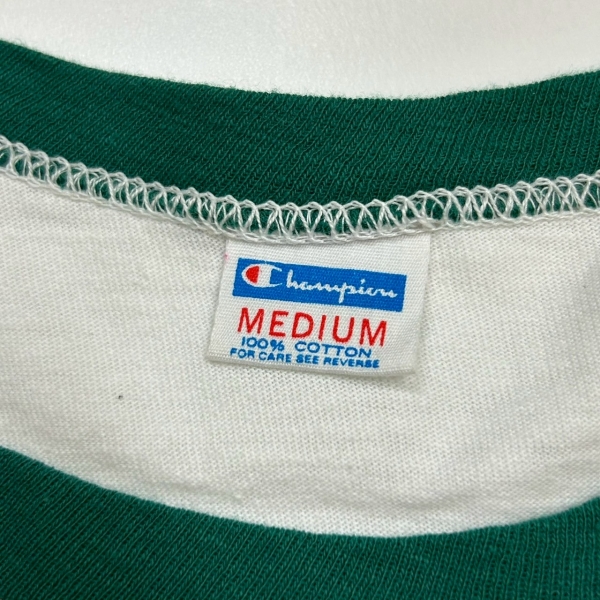 Champion
MEDIUM
100% COTTON
FOR CARE SEE REVERSE